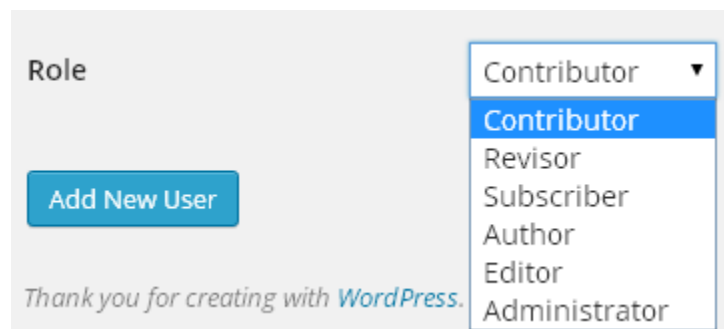 Role
Contributor
Contributor
Revisor
Subscriber
Author
Editor
Administrator
Add New User
Thank you for creating with WordPress.